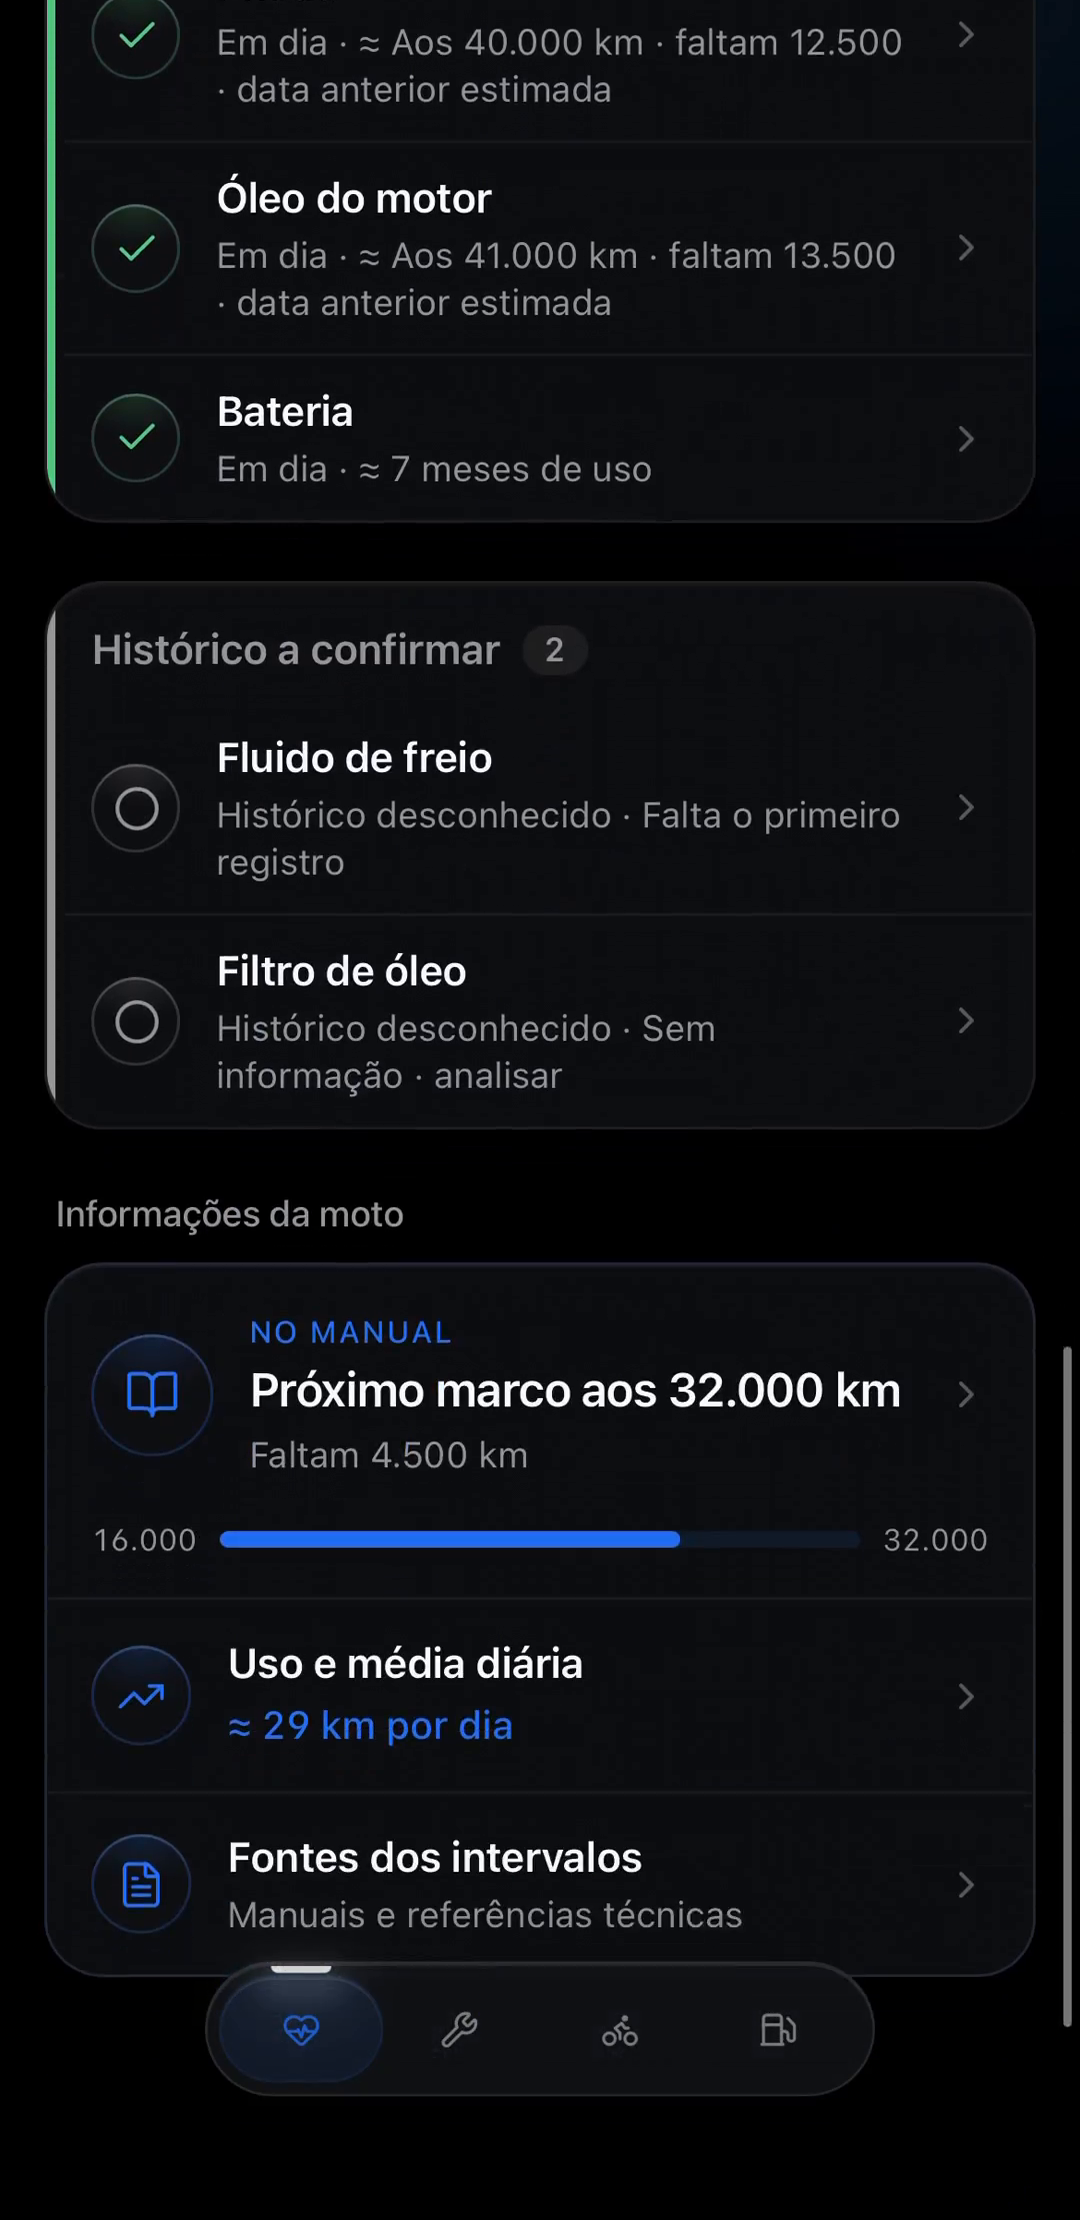 Em dia · ≈ Aos 40.000 km · faltam 12.500
· data anterior estimada
Óleo do motor
Em dia · ≈ Aos 41.000 km · faltam 13.500
· data anterior estimada
Bateria
Em dia · ≈ 7 meses de uso
Histórico a confirmar 2
Fluido de freio
Histórico desconhecido · Falta o primeiro
registro
Filtro de óleo
Histórico desconhecido · Sem
informação · analisar
Informações da moto
NO MANUAL
Próximo marco aos 32.000 km
Faltam 4.500 km
16.000 32.000
Uso e média diária
≈ 29 km por dia
Fontes dos intervalos
Manuais e referências técnicas